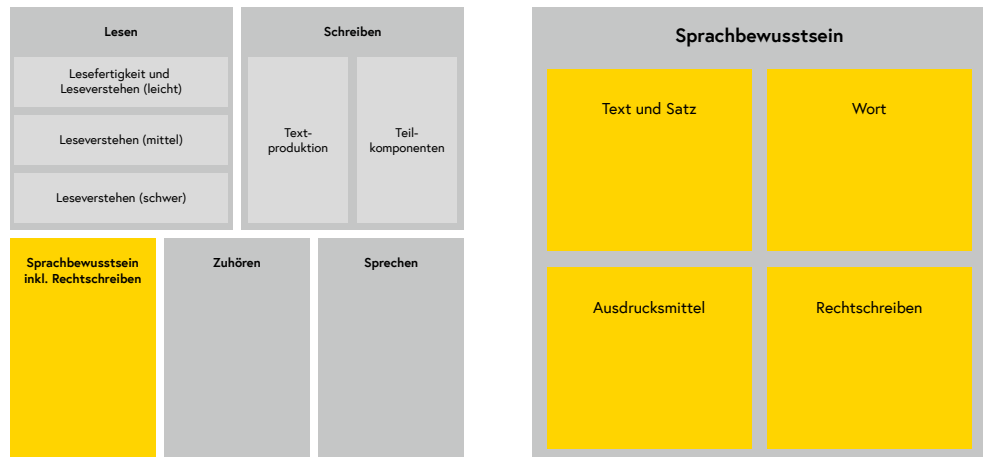 Lesen
Lesefertigkeit und
Leseverstehen (leicht)
Leseverstehen (mittel)
Leseverstehen (schwer)
Schreiben
Text-
produktion
Teil-
komponenten
Sprachbewusstsein
inkl. Rechtschreiben
Zuhören
Sprechen
Sprachbewusstsein
Text und Satz
Wort
Ausdrucksmittel
Rechtschreiben